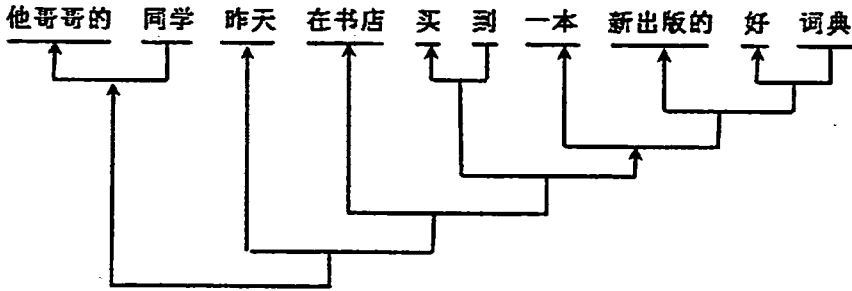 他哥哥的 同学 昨天 在书店 买 到 一本 新出版的 好 词典